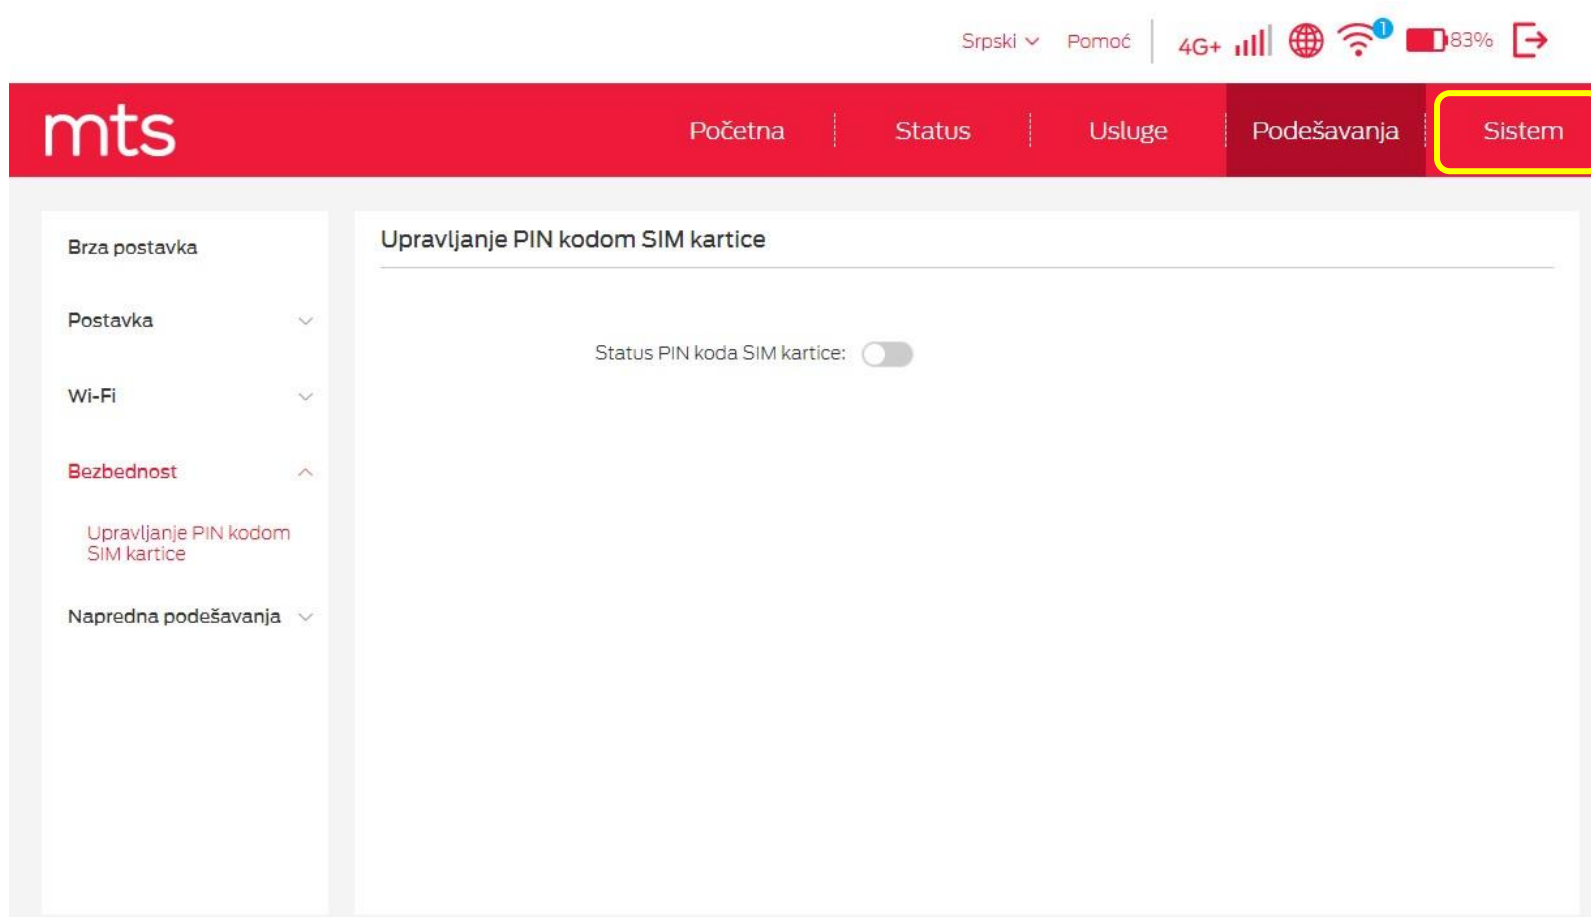 Srpski Pomoć 4G+ 1 83%
mts Početna Status Usluge Podešavanja Sistem
Brza postavka
Postavka
Wi-Fi
Bezbednost
Upravljanje PIN kodom
SIM kartice
Napredna podešavanja
Upravljanje PIN kodom SIM kartice
Status PIN koda SIM kartice: